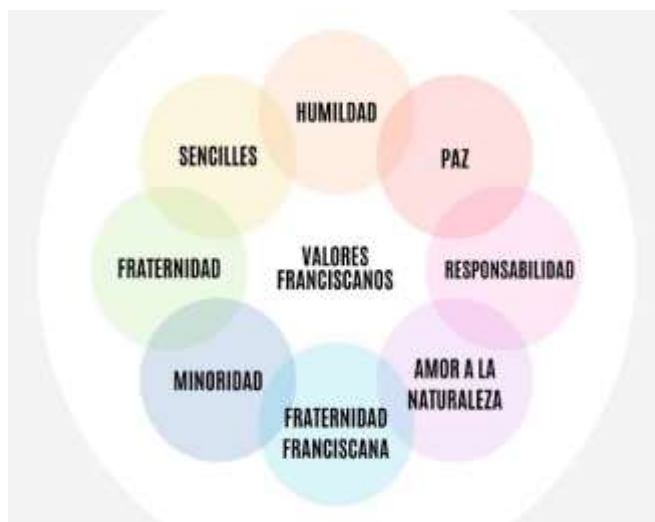 HUMILDAD
SENCILLES
PAZ
FRATERNIDAD
VALORES
FRANCISCANOS
RESPONSABILIDAD
MINORIDAD
AMOR A LA
NATURALEZA
FRATERNIDAD
FRANCISCANA